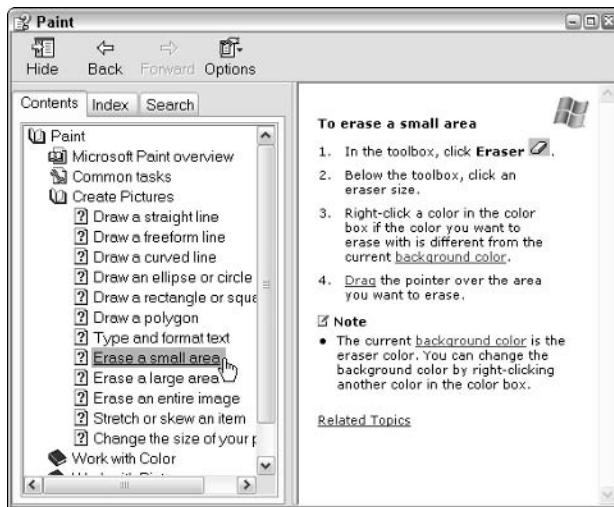 Paint
Hide Back Forward Options
Contents Index Search
Paint
Microsoft Paint overview
Common tasks
Create Pictures
Draw a straight line
Draw a freeform line
Draw a curved line
Draw an ellipse or circle
Draw a rectangle or squa
Draw a polygon
Type and format text
Erase a small area
Erase a large area
Erase an entire image
Stretch or skew an item
Change the size of your p
Work with Color
To erase a small area
1. In the toolbox, click Eraser .
2. Below the toolbox, click an
eraser size.
3. Right-click a color in the color
box if the color you want to
erase with is different from the
current background color.
4. Drag the pointer over the area
you want to erase.
Note
• The current background color is the
eraser color. You can change the
background color by right-clicking
another color in the color box.
Related Topics